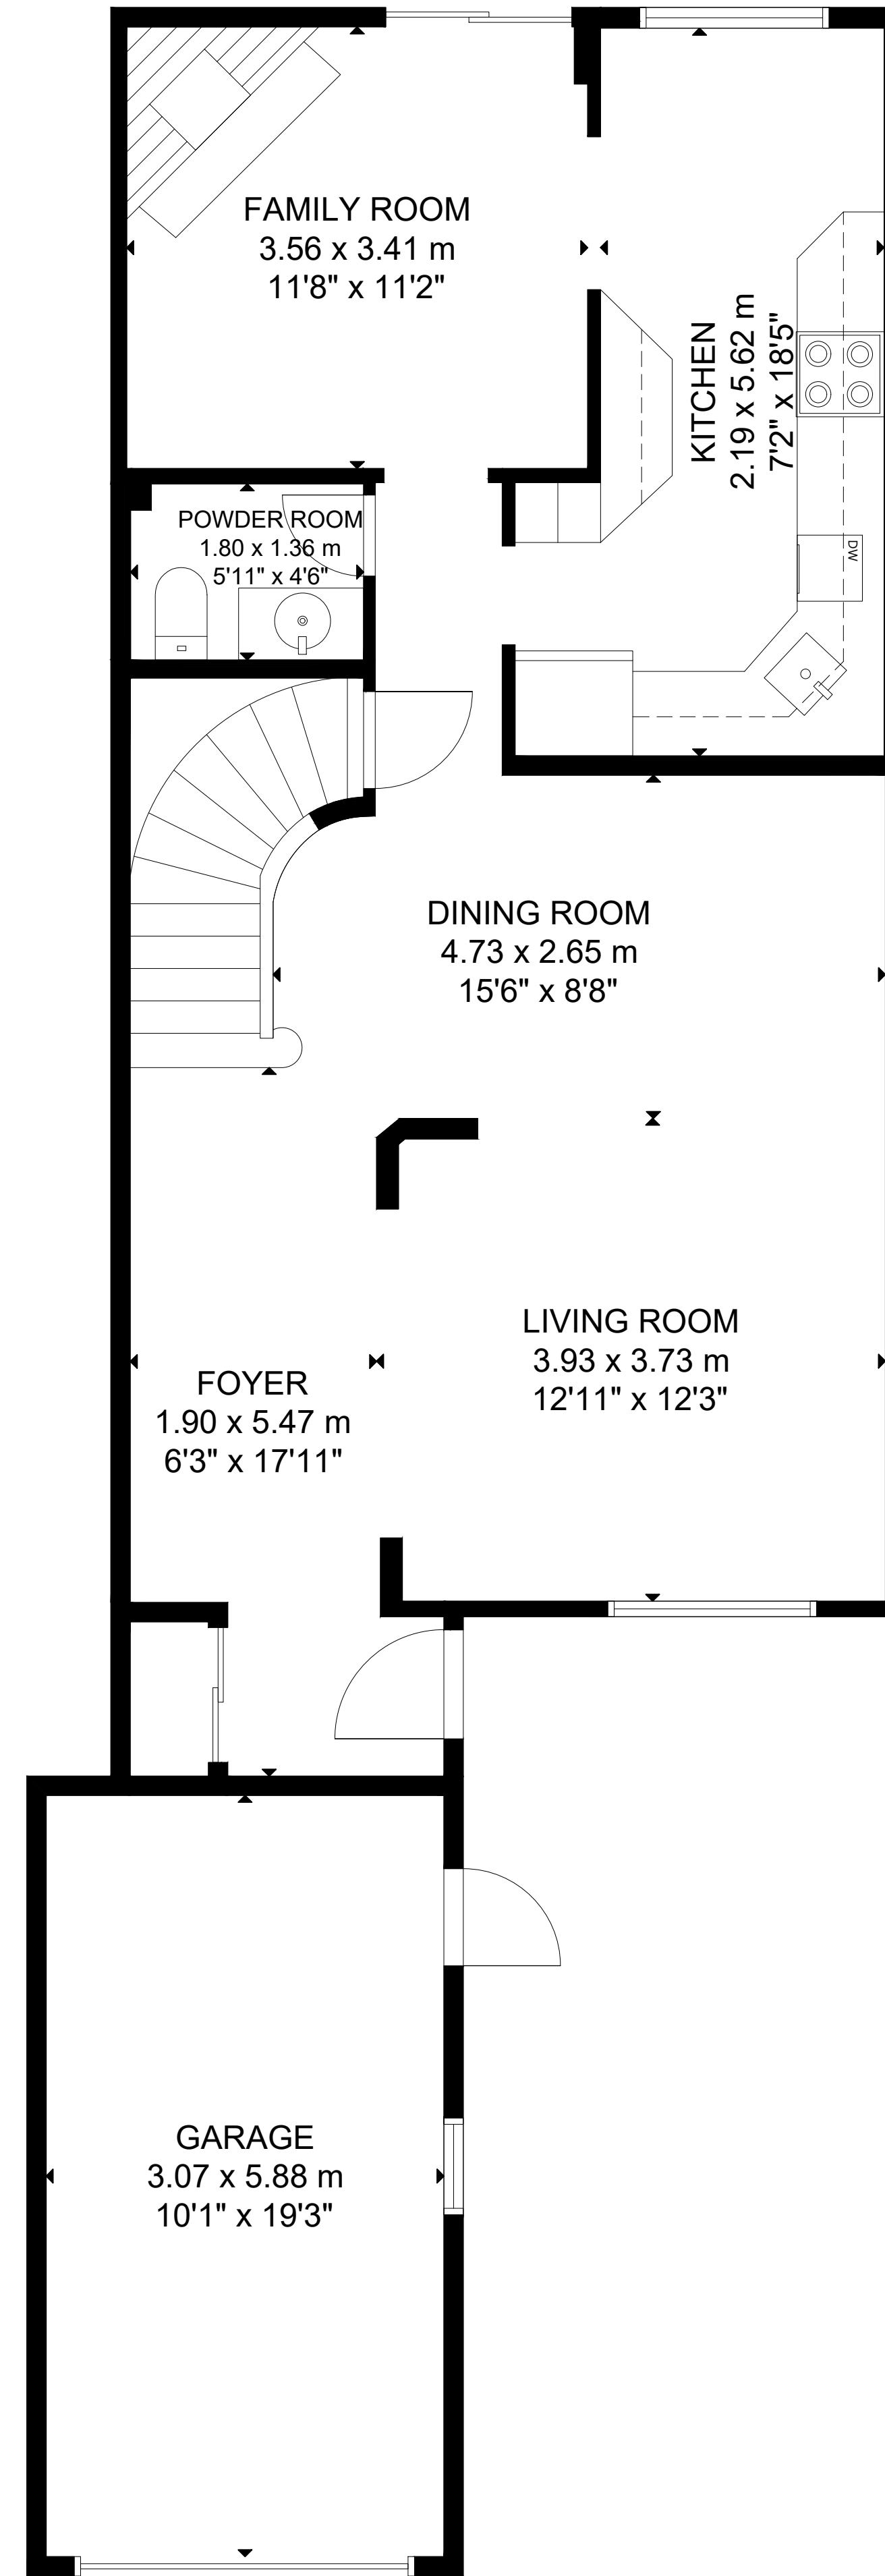 FAMILY ROOM
3.56 x 3.41 m
11'8" x 11'2"
KITCHEN
2.19 x 5.62 m
7'2" x 18'5"
POWDER ROOM
1.80 x 1.36 m
5'11" x 4'6"
DW
DINING ROOM
4.73 x 2.65 m
15'6" x 8'8"
LIVING ROOM
3.93 x 3.73 m
12'11" x 12'3"
FOYER
1.90 x 5.47 m
6'3" x 17'11"
GARAGE
3.07 x 5.88 m
10'1" x 19'3"